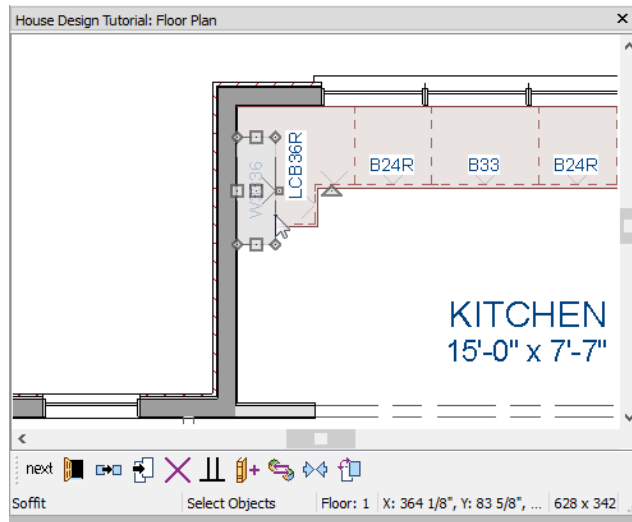 House Design Tutorial: Floor Plan
LCB36R
B24R
B33
B24R
KITCHEN
15'-0" x 7'-7"
next
Soffit
Select Objects
Floor: 1
X: 364 1/8", Y: 83 5/8", ...
628 x 342